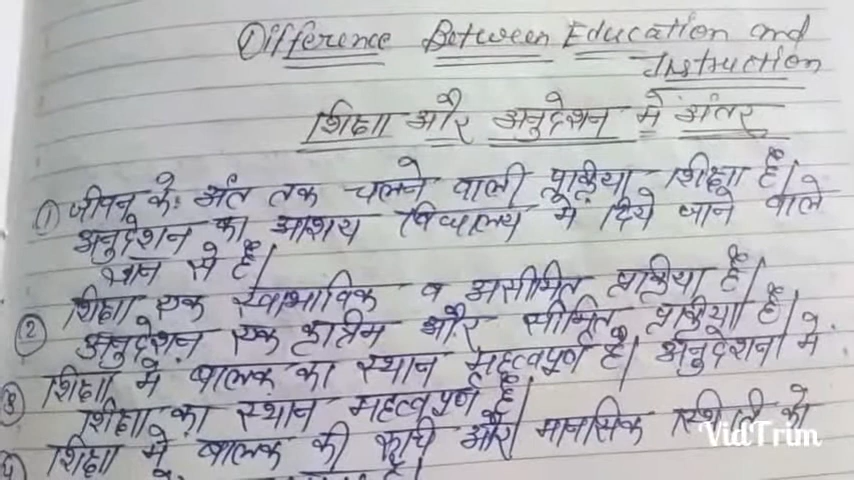 Difference Between Education and
Instruction
शिक्षा और अनुदेशन में अंतर
① जीवन के अंत तक चलने वाली प्रक्रिया शिक्षा है।
अनुदेशन का आशय विद्यालय में दिये जाने वाले
ज्ञान से है।
② शिक्षा एक स्वाभाविक व असीमित प्रक्रिया है।
अनुदेशन एक कृत्रिम और सीमित प्रक्रिया है।
③ शिक्षा में बालक का स्थान महत्वपूर्ण है। अनुदेशन में
शिक्षा का स्थान महत्वपूर्ण है।
④ शिक्षा में बालक की रूचि और मानसिक स्थिति को
है।
VidTrim